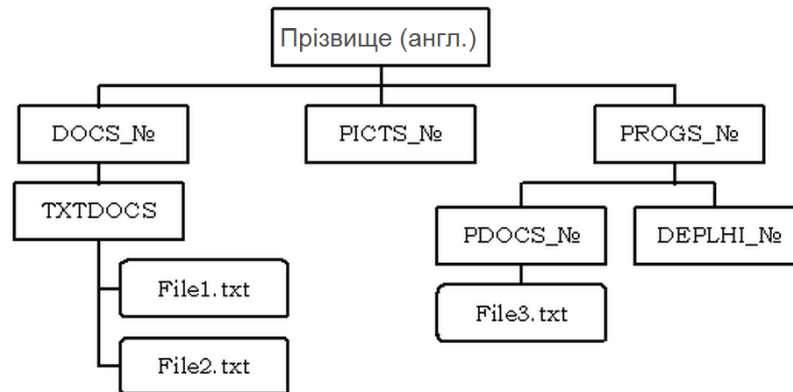 Прізвище (англ.)
DOCS_№
PICTS_№
PROGS_№
TXTDOCS
PDOCS_№
DEPLHI_№
File1.txt
File3.txt
File2.txt